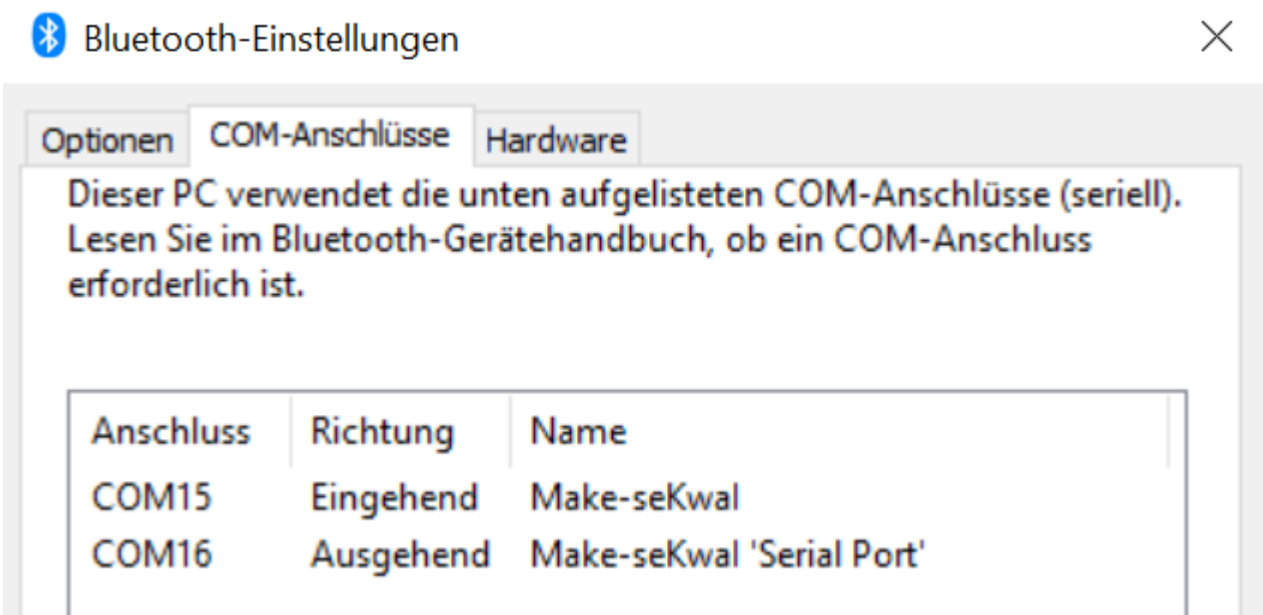 Bluetooth-Einstellungen
Optionen COM-Anschlüsse Hardware
Dieser PC verwendet die unten aufgelisteten COM-Anschlüsse (seriell).
Lesen Sie im Bluetooth-Gerätehandbuch, ob ein COM-Anschluss
erforderlich ist.
Anschluss Richtung Name
COM15 Eingehend Make-seKwal
COM16 Ausgehend Make-seKwal 'Serial Port'